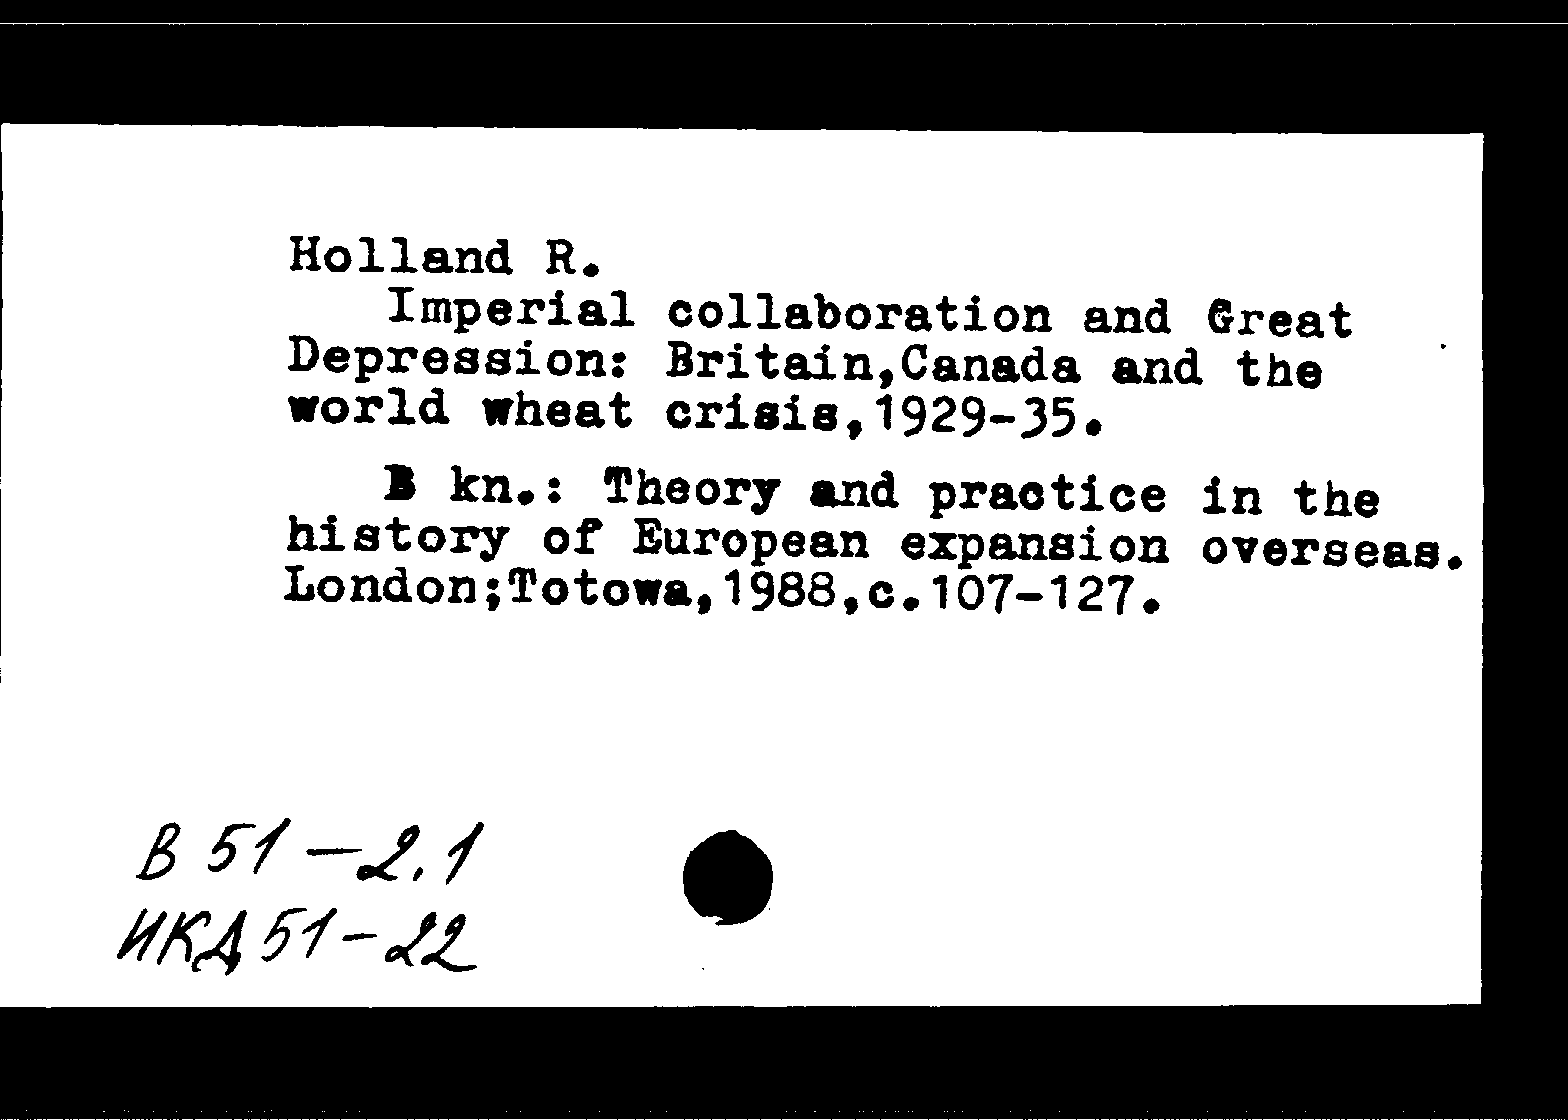 Holland R.
Imperial collaboration and Great
Depression: Britain,Canada and the
world wheat crisis,1929-35.
B kn.: Theory and practice in the
history of European expansion overseas.
London;Totowa,1988,c.107-127.
В 51 – 2.1
ИКД 51 – 22